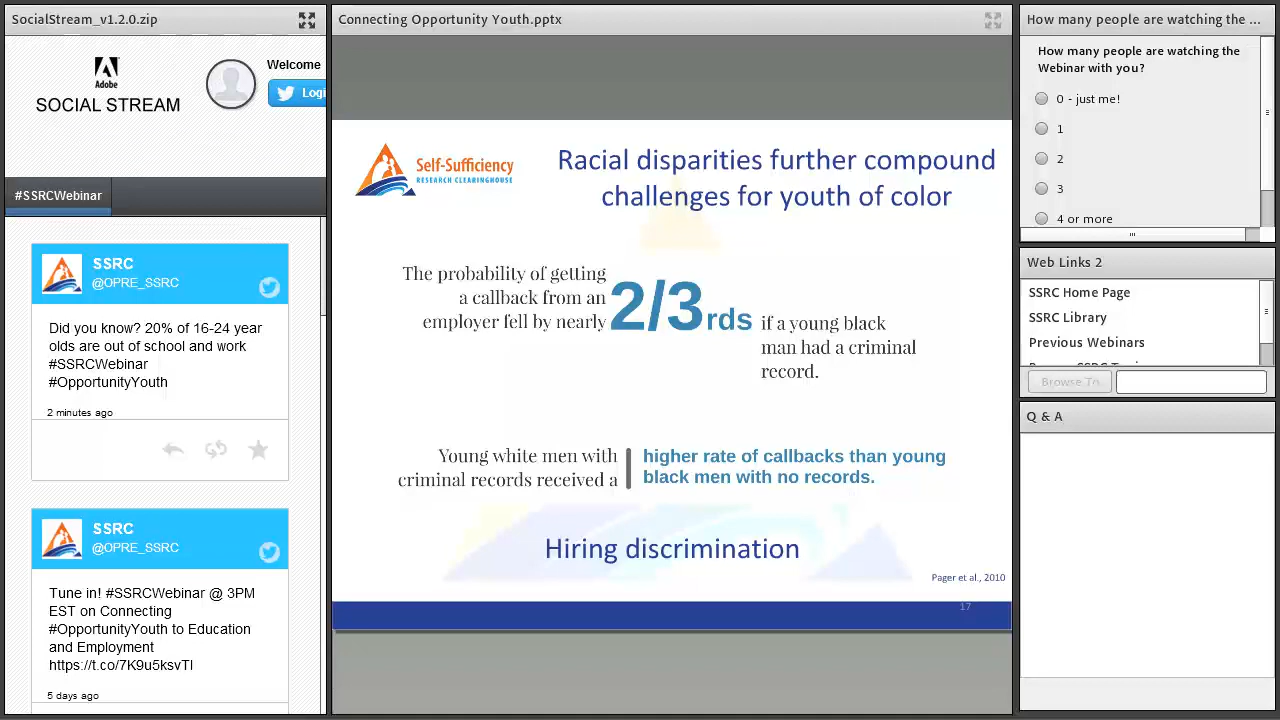 SocialStream_v1.2.0.zip
Adobe
SOCIAL STREAM
Welcome
Logi
#SSRCWebinar
SSRC
@OPRE_SSRC
Did you know? 20% of 16-24 year
olds are out of school and work
#SSRCWebinar
#OpportunityYouth
2 minutes ago
SSRC
@OPRE_SSRC
Tune in! #SSRCWebinar @ 3PM
EST on Connecting
#OpportunityYouth to Education
and Employment
https://t.co/7K9u5ksvTl
5 days ago
Connecting Opportunity Youth.pptx
Self-Sufficiency
RESEARCH CLEARINGHOUSE
Racial disparities further compound
challenges for youth of color
The probability of getting
a callback from an
employer fell by nearly
2/3rds
if a young black
man had a criminal
record.
Young white men with
criminal records received a
higher rate of callbacks than young
black men with no records.
Hiring discrimination
Pager et al., 2010
17
How many people are watching the ...
How many people are watching the
Webinar with you?
0 - just me!
1
2
3
4 or more
Web Links 2
SSRC Home Page
SSRC Library
Previous Webinars
Browse To
Q & A